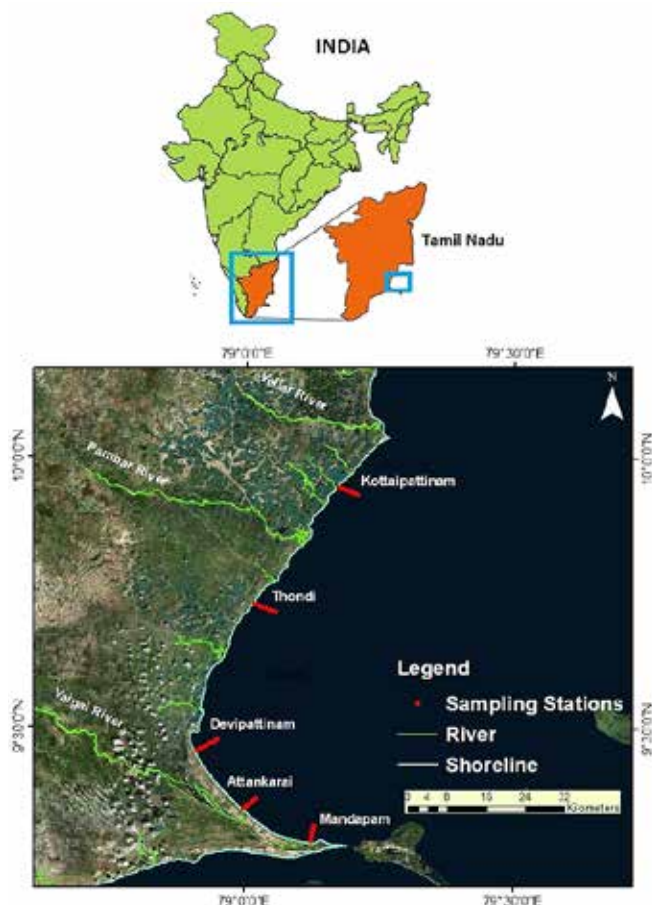 INDIA
Tamil Nadu
79°0'0"E
79°30'0"E
N
Vellar River
10°0'0"N
10°0'0"N
Pambar River
Kottaipattinam
Thondi
Legend
Sampling Stations
River
Shoreline
Vaigai River
9°30'0"N
9°30'0"N
Devipattinam
Attankarai
0 4 8 16 24 32
Kilometers
Mandapam
79°0'0"E
79°30'0"E